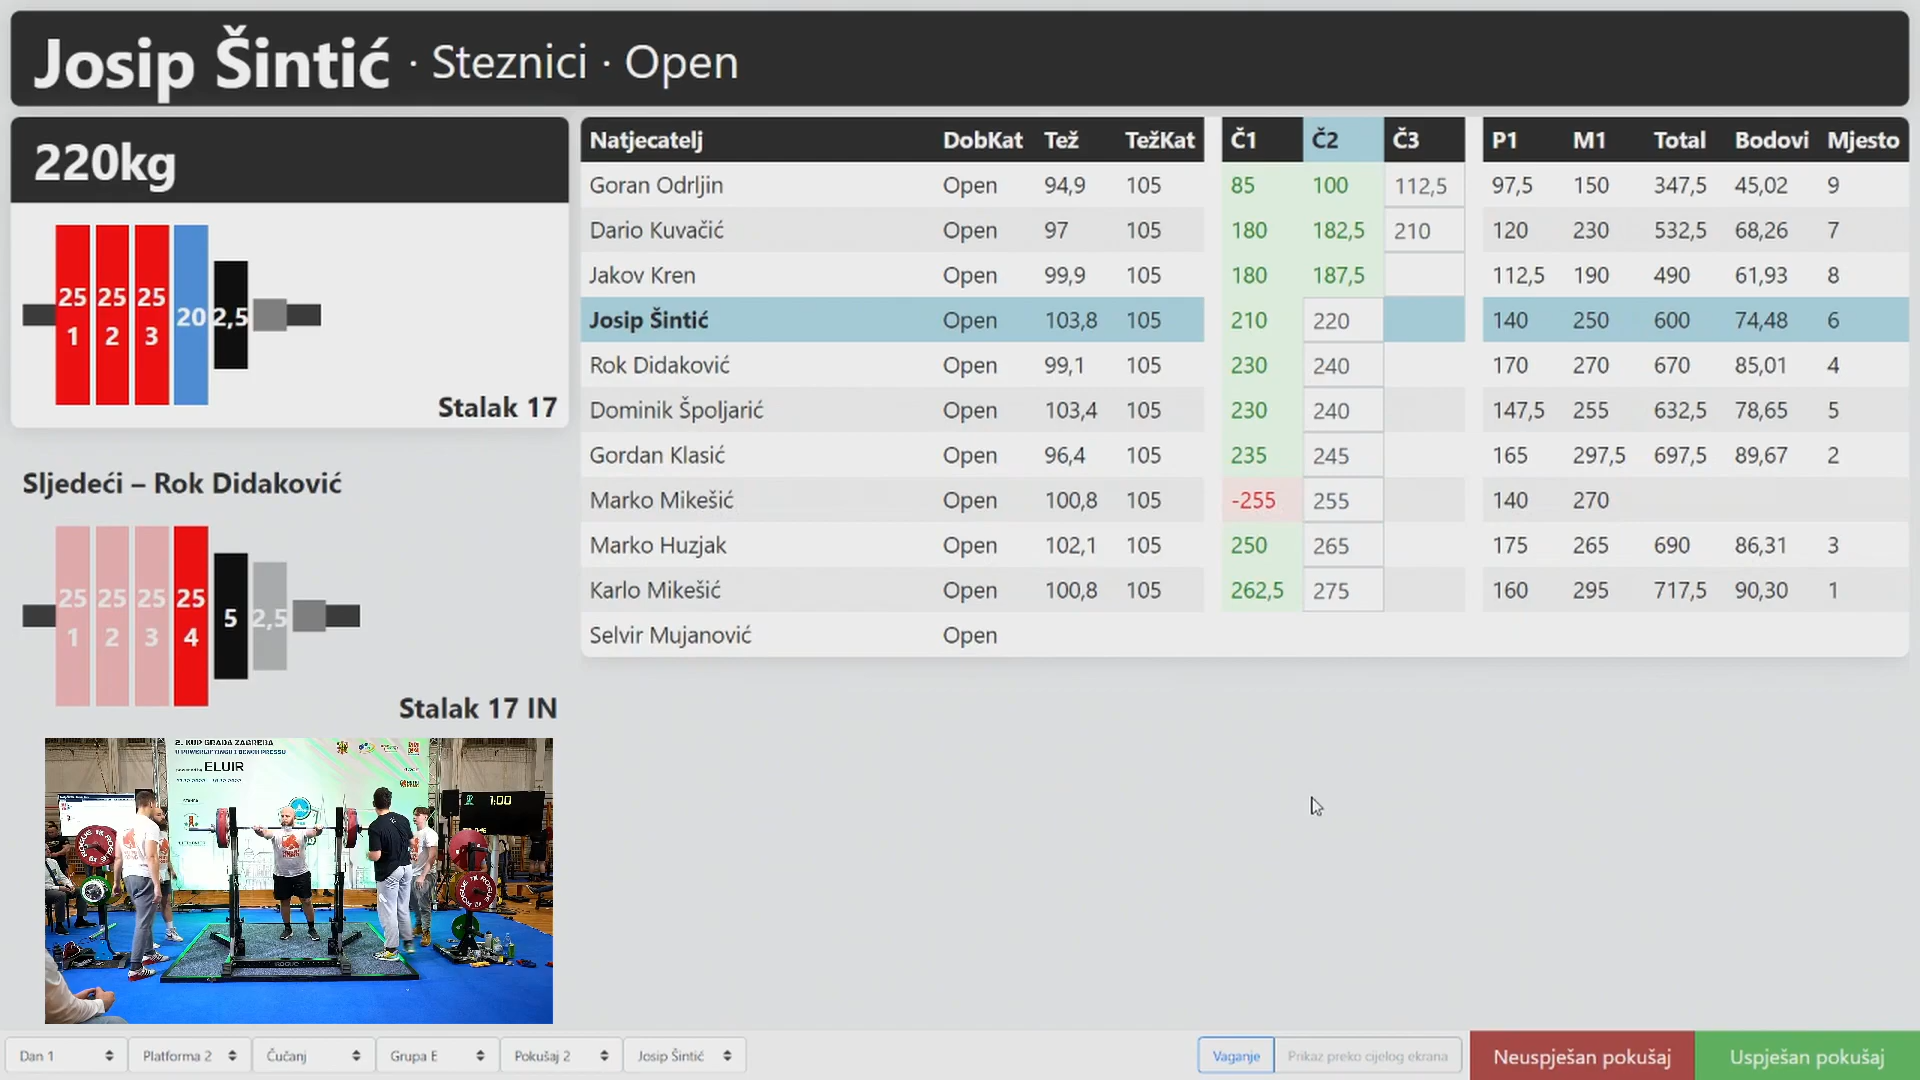 Josip Šintić · Steznici · Open
220kg
25 25 25 20 2,5
1 2 3
Stalak 17
Sljedeći – Rok Didaković
25 25 25 25 5 2,5
1 2 3 4
Stalak 17 IN
Natjecatelj DobKat Tež TežKat Č1 Č2 Č3 P1 M1 Total Bodovi Mjesto
Goran Odrljin Open 94,9 105 85 100 112,5 97,5 150 347,5 45,02 9
Dario Kuvačić Open 97 105 180 182,5 210 120 230 532,5 68,26 7
Jakov Kren Open 99,9 105 180 187,5 112,5 190 490 61,93 8
Josip Šintić Open 103,8 105 210 220 140 250 600 74,48 6
Rok Didaković Open 99,1 105 230 240 170 270 670 85,01 4
Dominik Špoljarić Open 103,4 105 230 240 147,5 255 632,5 78,65 5
Gordan Klasić Open 96,4 105 235 245 165 297,5 697,5 89,67 2
Marko Mikešić Open 100,8 105 -255 255 140 270
Marko Huzjak Open 102,1 105 250 265 175 265 690 86,31 3
Karlo Mikešić Open 100,8 105 262,5 275 160 295 717,5 90,30 1
Selvir Mujanović Open
2. KUP GRADA ZAGREBA
U POWERLIFTINGU I BENCH PRESSU
ELUIR
1:00
Dan 1 Platforma 2 Čučanj Grupa E Pokušaj 2 Josip Šintić Vaganje Prikaz preko cijelog ekrana Neuspješan pokušaj Uspješan pokušaj